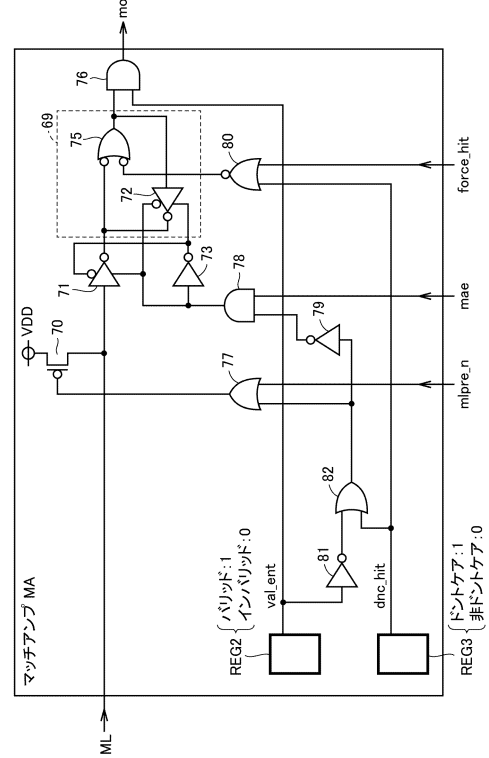 マッチアンプ MA
ML
VDD
70
71
72
73
69
75
76
mo
77
78
79
80
81
82
REG2
バリッド:1
インバリッド:0
val_ent
dnc_hit
REG3
ドントケア:1
非ドントケア:0
mlpre_n
mae
force_hit